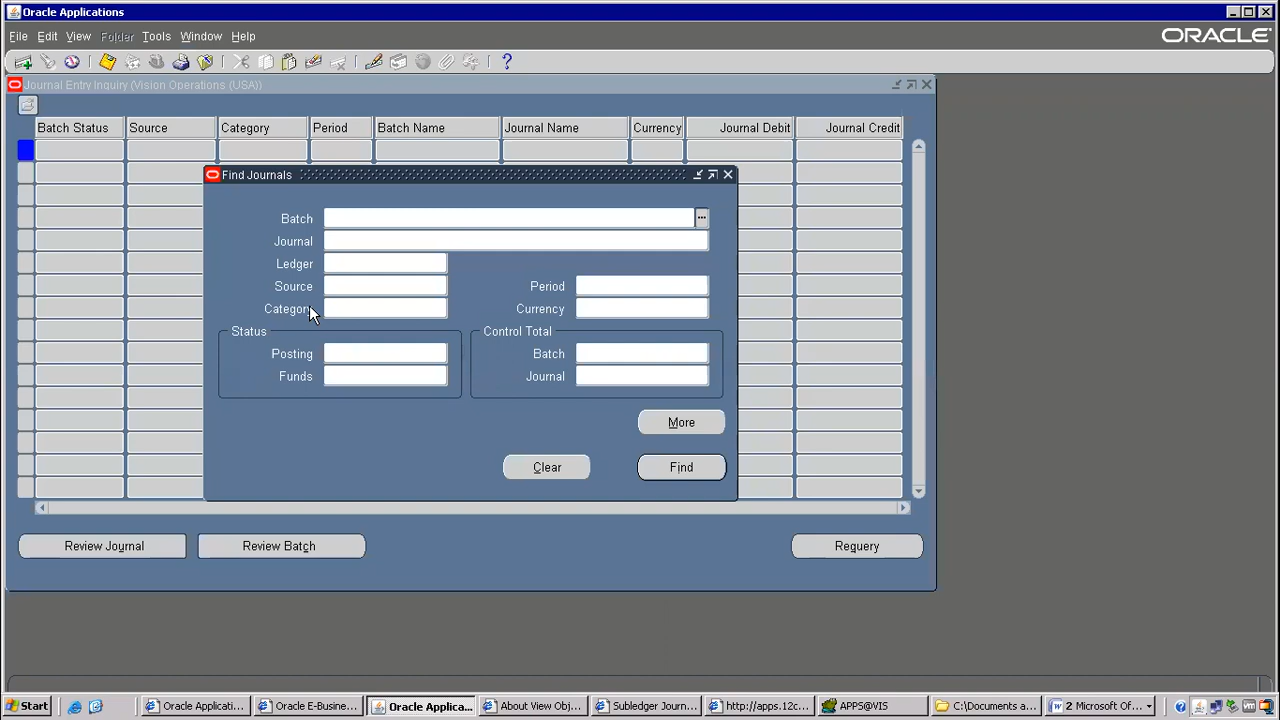 Oracle Applications
File Edit View Folder Tools Window Help
ORACLE
Journal Entry Inquiry (Vision Operations (USA))
Batch Status Source Category Period Batch Name Journal Name Currency Journal Debit Journal Credit
Find Journals
Batch
Journal
Ledger
Source Period
Category Currency
Status Control Total
Posting Batch
Funds Journal
More
Clear Find
Review Journal Review Batch Requery
Start Oracle Applicati... Oracle E-Busine... Oracle Applica... About View Obj... Subledger Journ... http://apps.12c... APPS@VIS C:\Documents a... 2 Microsoft Of...